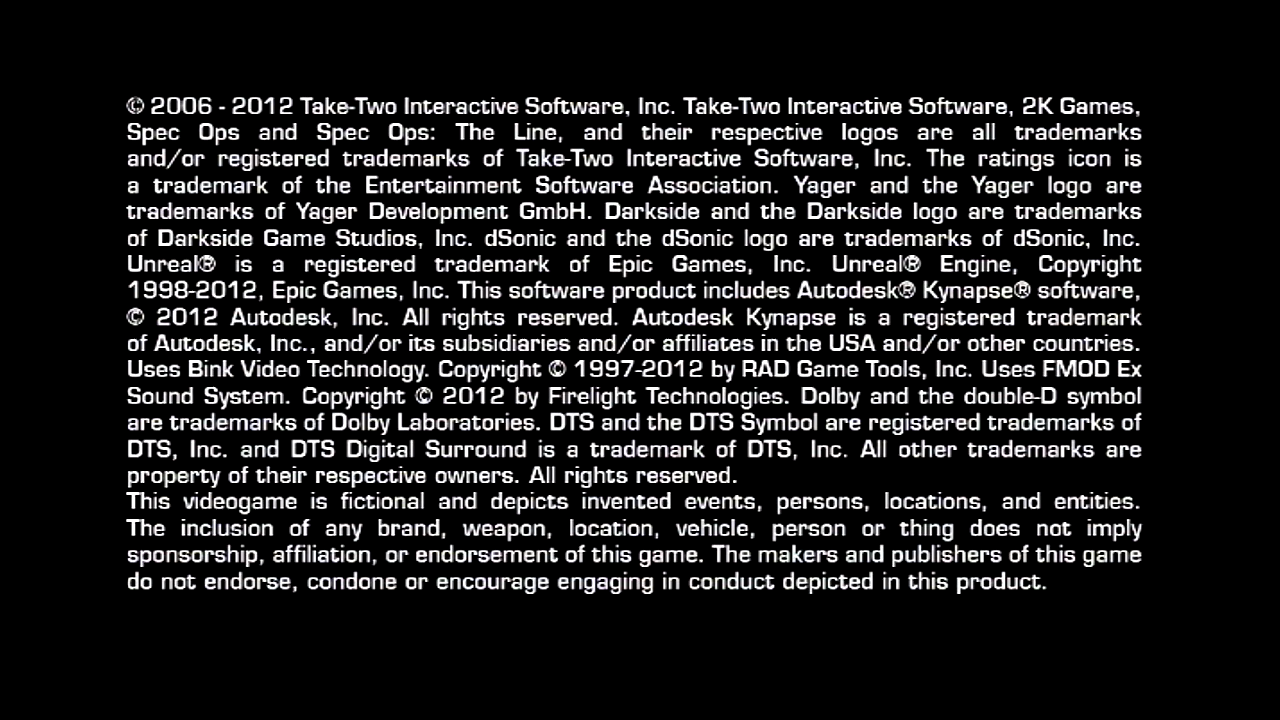 © 2006 - 2012 Take-Two Interactive Software, Inc. Take-Two Interactive Software, 2K Games,
Spec Ops and Spec Ops: The Line, and their respective logos are all trademarks
and/or registered trademarks of Take-Two Interactive Software, Inc. The ratings icon is
a trademark of the Entertainment Software Association. Yager and the Yager logo are
trademarks of Yager Development GmbH. Darkside and the Darkside logo are trademarks
of Darkside Game Studios, Inc. dSonic and the dSonic logo are trademarks of dSonic, Inc.
Unreal® is a registered trademark of Epic Games, Inc. Unreal® Engine, Copyright
1998-2012, Epic Games, Inc. This software product includes Autodesk® Kynapse® software,
© 2012 Autodesk, Inc. All rights reserved. Autodesk Kynapse is a registered trademark
of Autodesk, Inc., and/or its subsidiaries and/or affiliates in the USA and/or other countries.
Uses Bink Video Technology. Copyright © 1997-2012 by RAD Game Tools, Inc. Uses FMOD Ex
Sound System. Copyright © 2012 by Firelight Technologies. Dolby and the double-D symbol
are trademarks of Dolby Laboratories. DTS and the DTS Symbol are registered trademarks of
DTS, Inc. and DTS Digital Surround is a trademark of DTS, Inc. All other trademarks are
property of their respective owners. All rights reserved.
This videogame is fictional and depicts invented events, persons, locations, and entities.
The inclusion of any brand, weapon, location, vehicle, person or thing does not imply
sponsorship, affiliation, or endorsement of this game. The makers and publishers of this game
do not endorse, condone or encourage engaging in conduct depicted in this product.